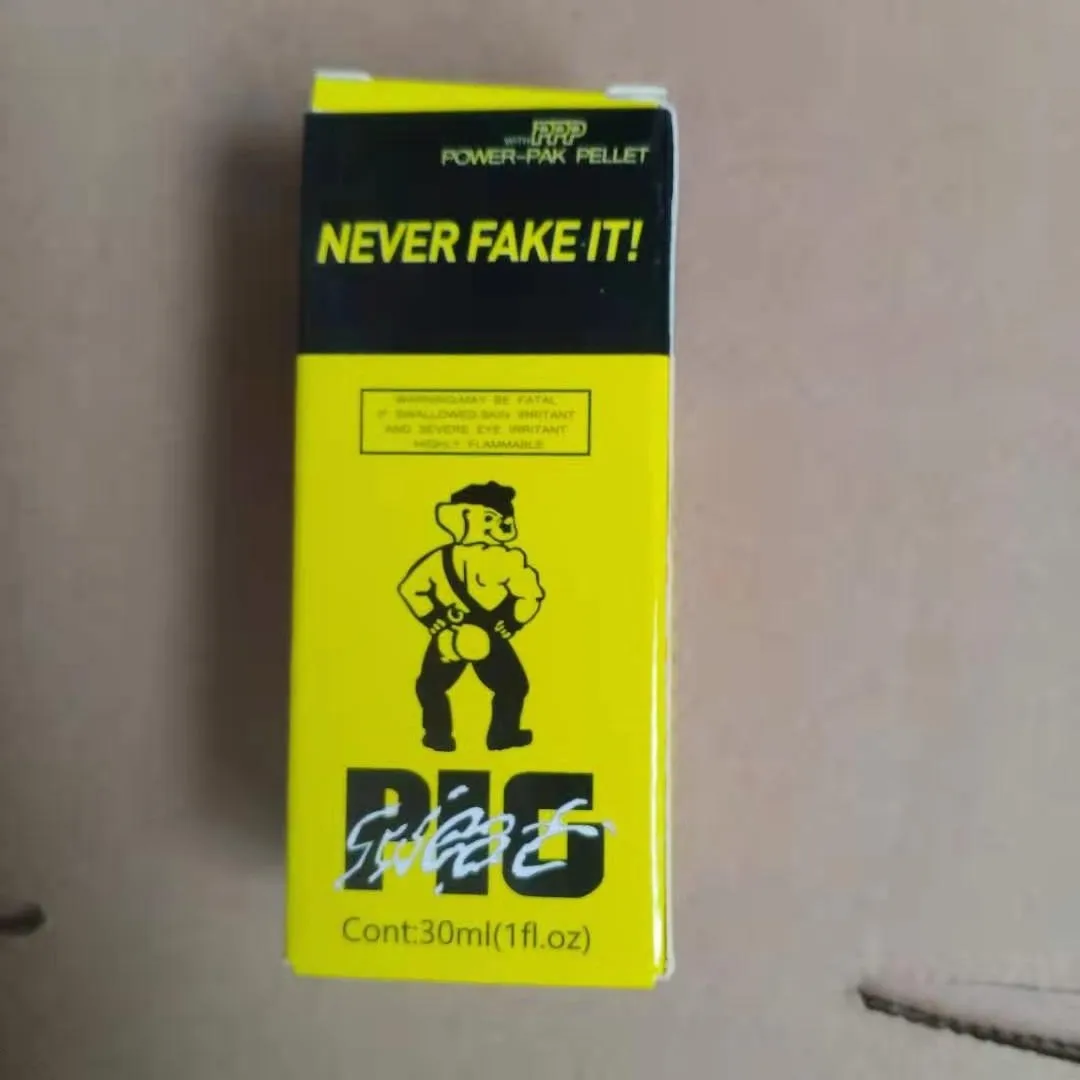 WITH PPP
POWER-PAK PELLET
NEVER FAKE IT!
WARNING:MAY BE FATAL
IF SWALLOWED.SKIN IRRITANT
AND SEVERE EYE IRRITANT
HIGHLY FLAMMABLE
PIG
Sweat
Cont:30ml(1fl.oz)